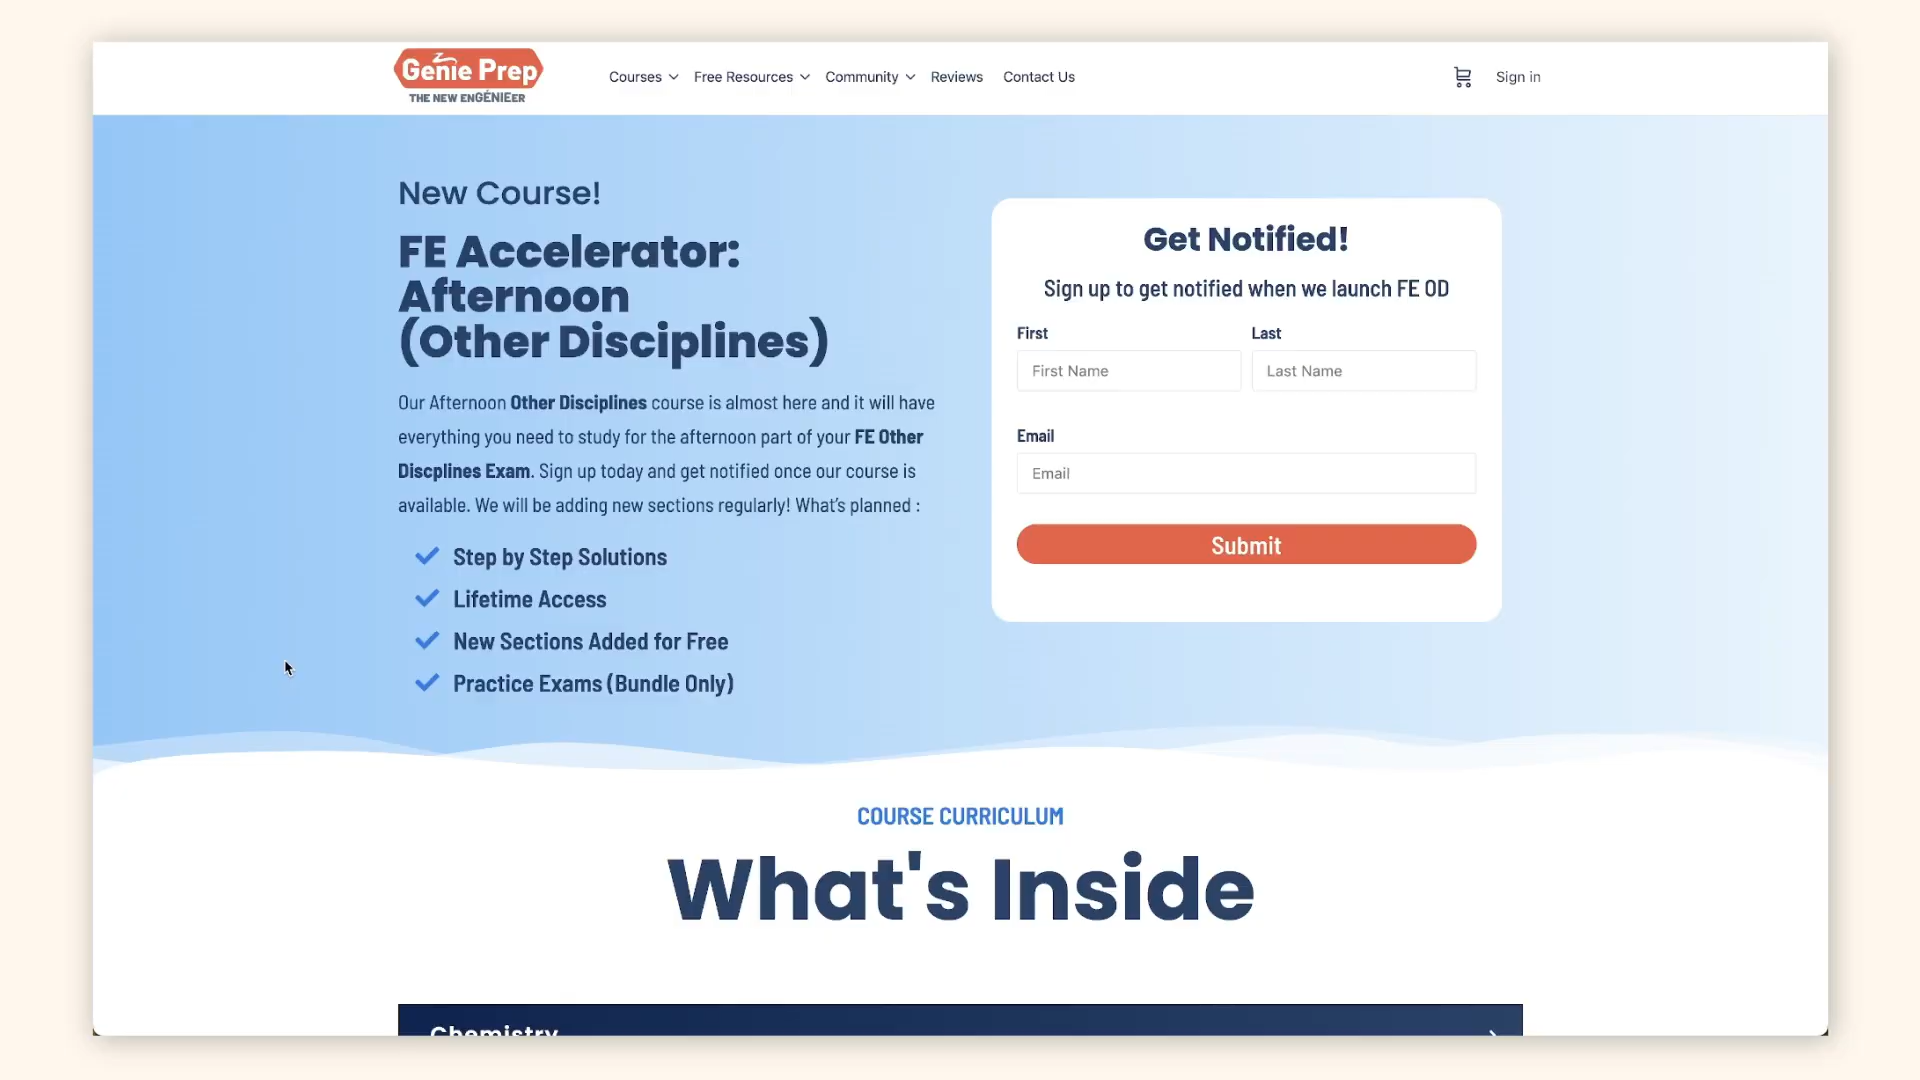 Genie Prep
THE NEW ENGÉNIEER
Courses
Free Resources
Community
Reviews
Contact Us
Sign in
New Course!
FE Accelerator:
Afternoon
(Other Disciplines)
Our Afternoon Other Disciplines course is almost here and it will have
everything you need to study for the afternoon part of your FE Other
Discplines Exam. Sign up today and get notified once our course is
available. We will be adding new sections regularly! What's planned :
Step by Step Solutions
Lifetime Access
New Sections Added for Free
Practice Exams (Bundle Only)
Get Notified!
Sign up to get notified when we launch FE OD
First
Last
First Name
Last Name
Email
Email
Submit
COURSE CURRICULUM
What's Inside
Chemistry